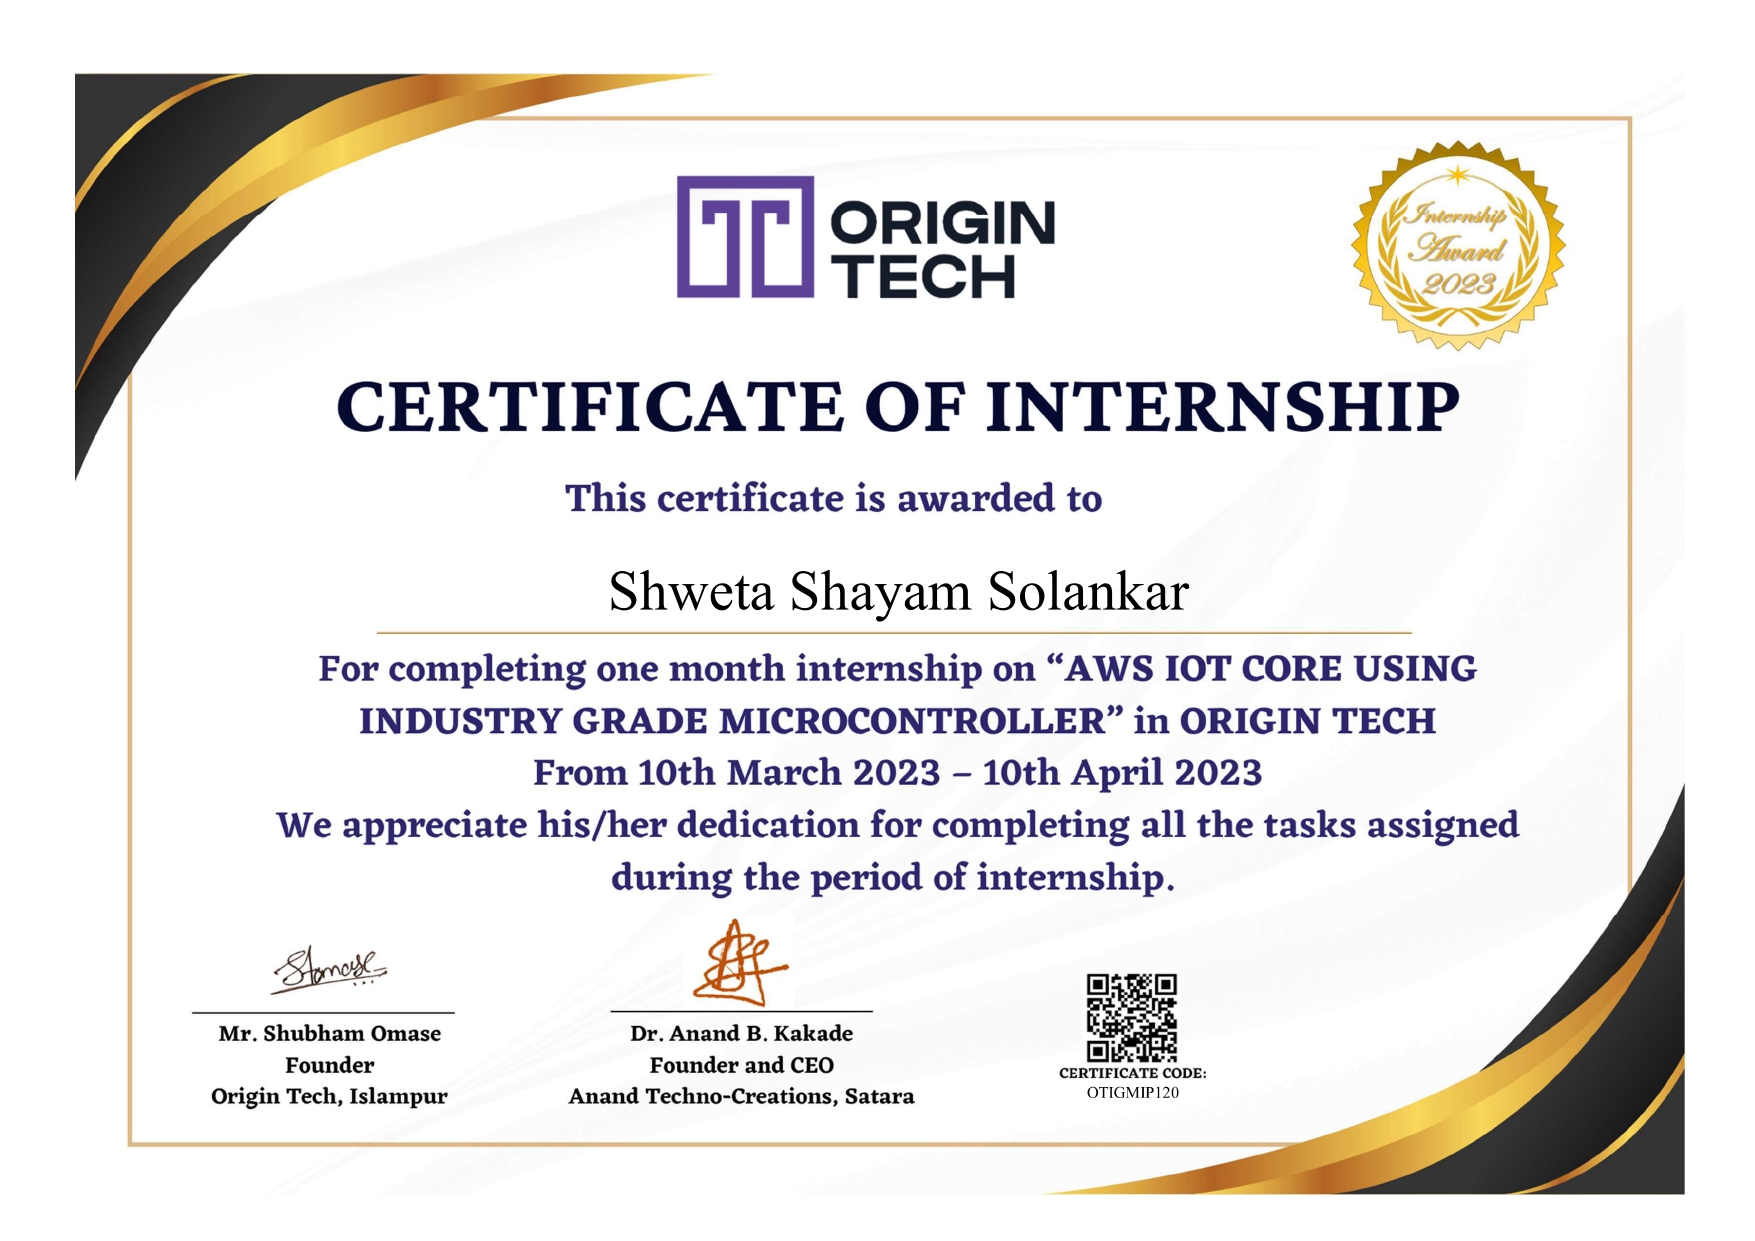 ORIGIN
TECH
Internship
Award
2023
CERTIFICATE OF INTERNSHIP
This certificate is awarded to
Shweta Shayam Solankar
For completing one month internship on “AWS IOT CORE USING
INDUSTRY GRADE MICROCONTROLLER” in ORIGIN TECH
From 10th March 2023 – 10th April 2023
We appreciate his/her dedication for completing all the tasks assigned
during the period of internship.
Mr. Shubham Omase
Founder
Origin Tech, Islampur
Dr. Anand B. Kakade
Founder and CEO
Anand Techno-Creations, Satara
CERTIFICATE CODE:
OTIGMIP120